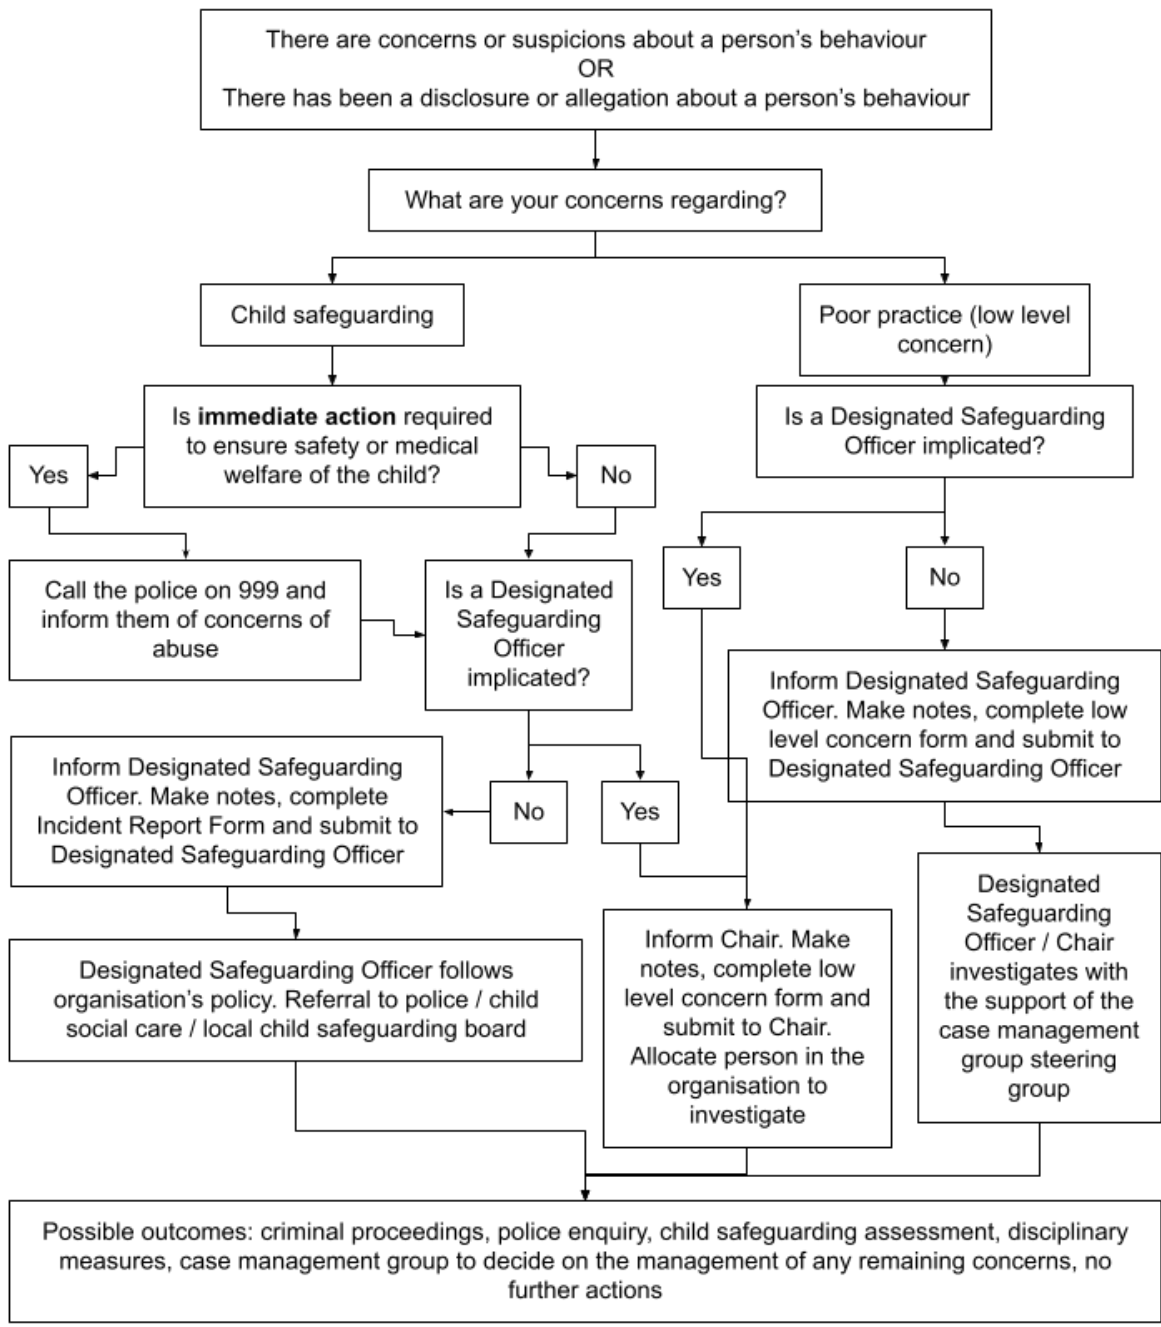 There are concerns or suspicions about a person's behaviour
OR
There has been a disclosure or allegation about a person's behaviour
What are your concerns regarding?
Child safeguarding
Poor practice (low level
concern)
Is immediate action required
to ensure safety or medical
welfare of the child?
Is a Designated Safeguarding
Officer implicated?
Yes
No
Yes
No
Call the police on 999 and
inform them of concerns of
abuse
Is a Designated
Safeguarding
Officer
implicated?
Inform Designated Safeguarding
Officer. Make notes, complete low
level concern form and submit to
Designated Safeguarding Officer
Inform Designated Safeguarding
Officer. Make notes, complete
Incident Report Form and submit to
Designated Safeguarding Officer
No
Yes
Designated Safeguarding Officer follows
organisation's policy. Referral to police / child
social care / local child safeguarding board
Inform Chair. Make
notes, complete low
level concern form and
submit to Chair.
Allocate person in the
organisation to
investigate
Designated
Safeguarding
Officer / Chair
investigates with
the support of the
case management
group steering
group
Possible outcomes: criminal proceedings, police enquiry, child safeguarding assessment, disciplinary
measures, case management group to decide on the management of any remaining concerns, no
further actions